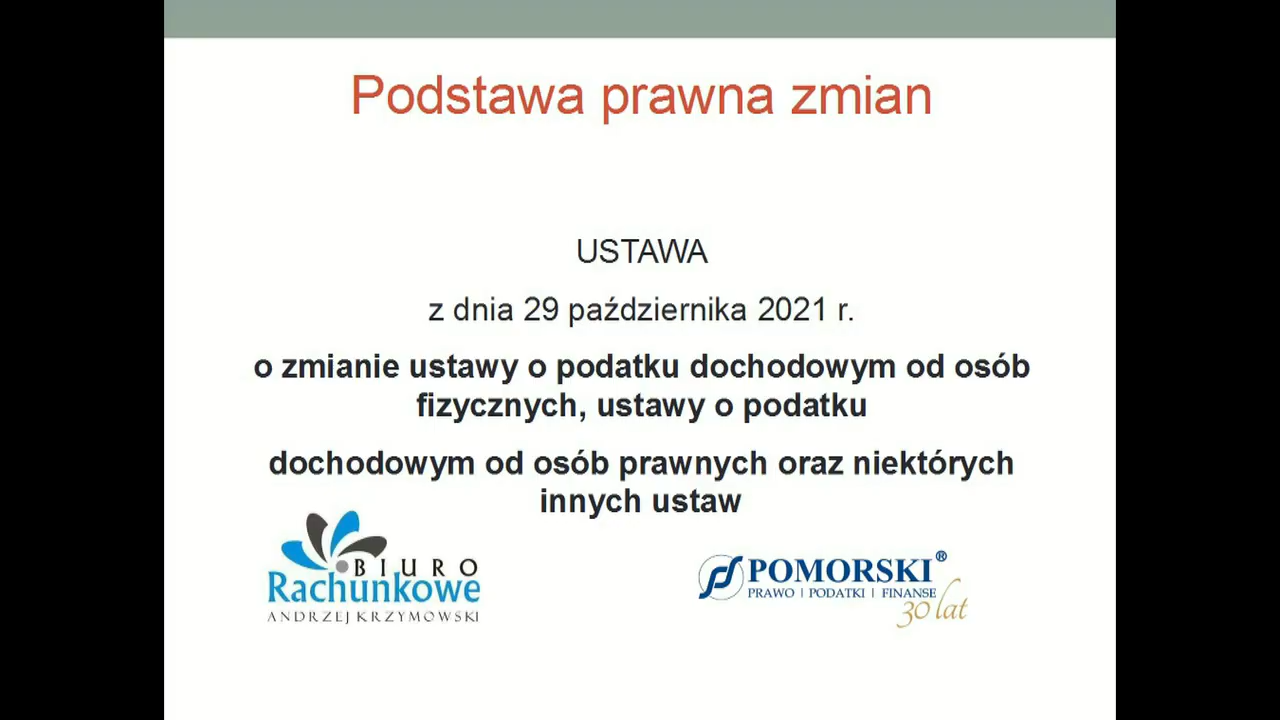 Podstawa prawna zmian
USTAWA
z dnia 29 października 2021 r.
o zmianie ustawy o podatku dochodowym od osób
fizycznych, ustawy o podatku
dochodowym od osób prawnych oraz niektórych
innych ustaw
BIURO
Rachunkowe
ANDRZEJ KRZYMOWSKI
POMORSKI®
PRAWO | PODATKI | FINANSE
30 lat